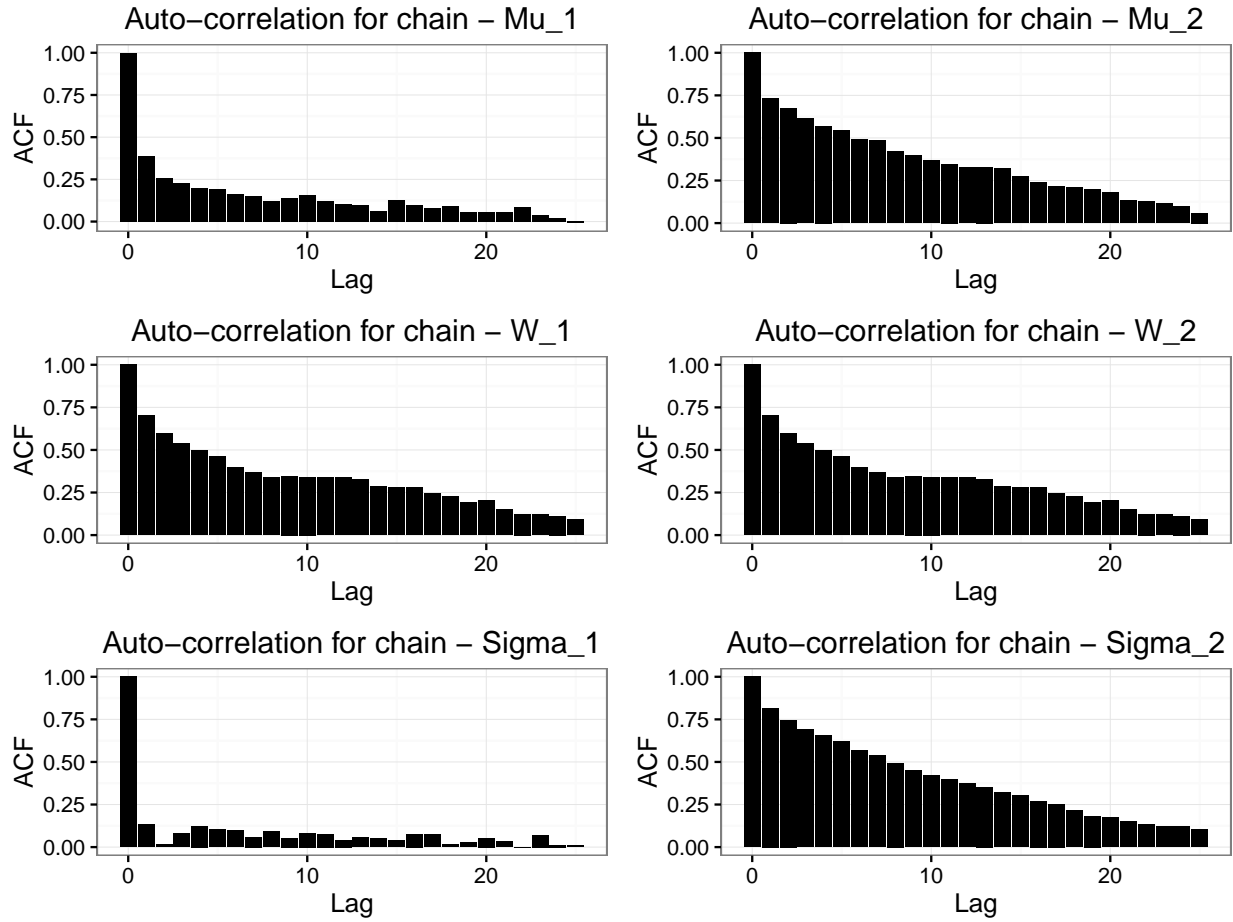 Auto−correlation for chain − Mu_1
ACF
1.00
0.75
0.50
0.25
0.00
0 10 20
Lag
Auto−correlation for chain − Mu_2
ACF
1.00
0.75
0.50
0.25
0.00
0 10 20
Lag
Auto−correlation for chain − W_1
ACF
1.00
0.75
0.50
0.25
0.00
0 10 20
Lag
Auto−correlation for chain − W_2
ACF
1.00
0.75
0.50
0.25
0.00
0 10 20
Lag
Auto−correlation for chain − Sigma_1
ACF
1.00
0.75
0.50
0.25
0.00
0 10 20
Lag
Auto−correlation for chain − Sigma_2
ACF
1.00
0.75
0.50
0.25
0.00
0 10 20
Lag